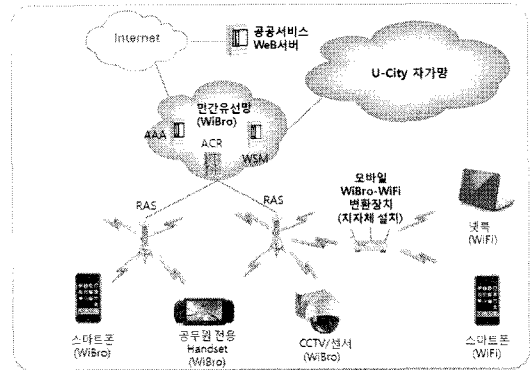 Internet
공공서비스
WeB서버
U-City 자가망
민간유선망
(WiBro)
AAA
ACR
WSM
모바일
WiBro-WiFi
변환장치
(지자체 설치)
RAS
RAS
넷북
(WiFi)
스마트폰
(WiBro)
공무원 전용
Handset
(WiBro)
CCTV/센서
(WiBro)
스마트폰
(WiFi)